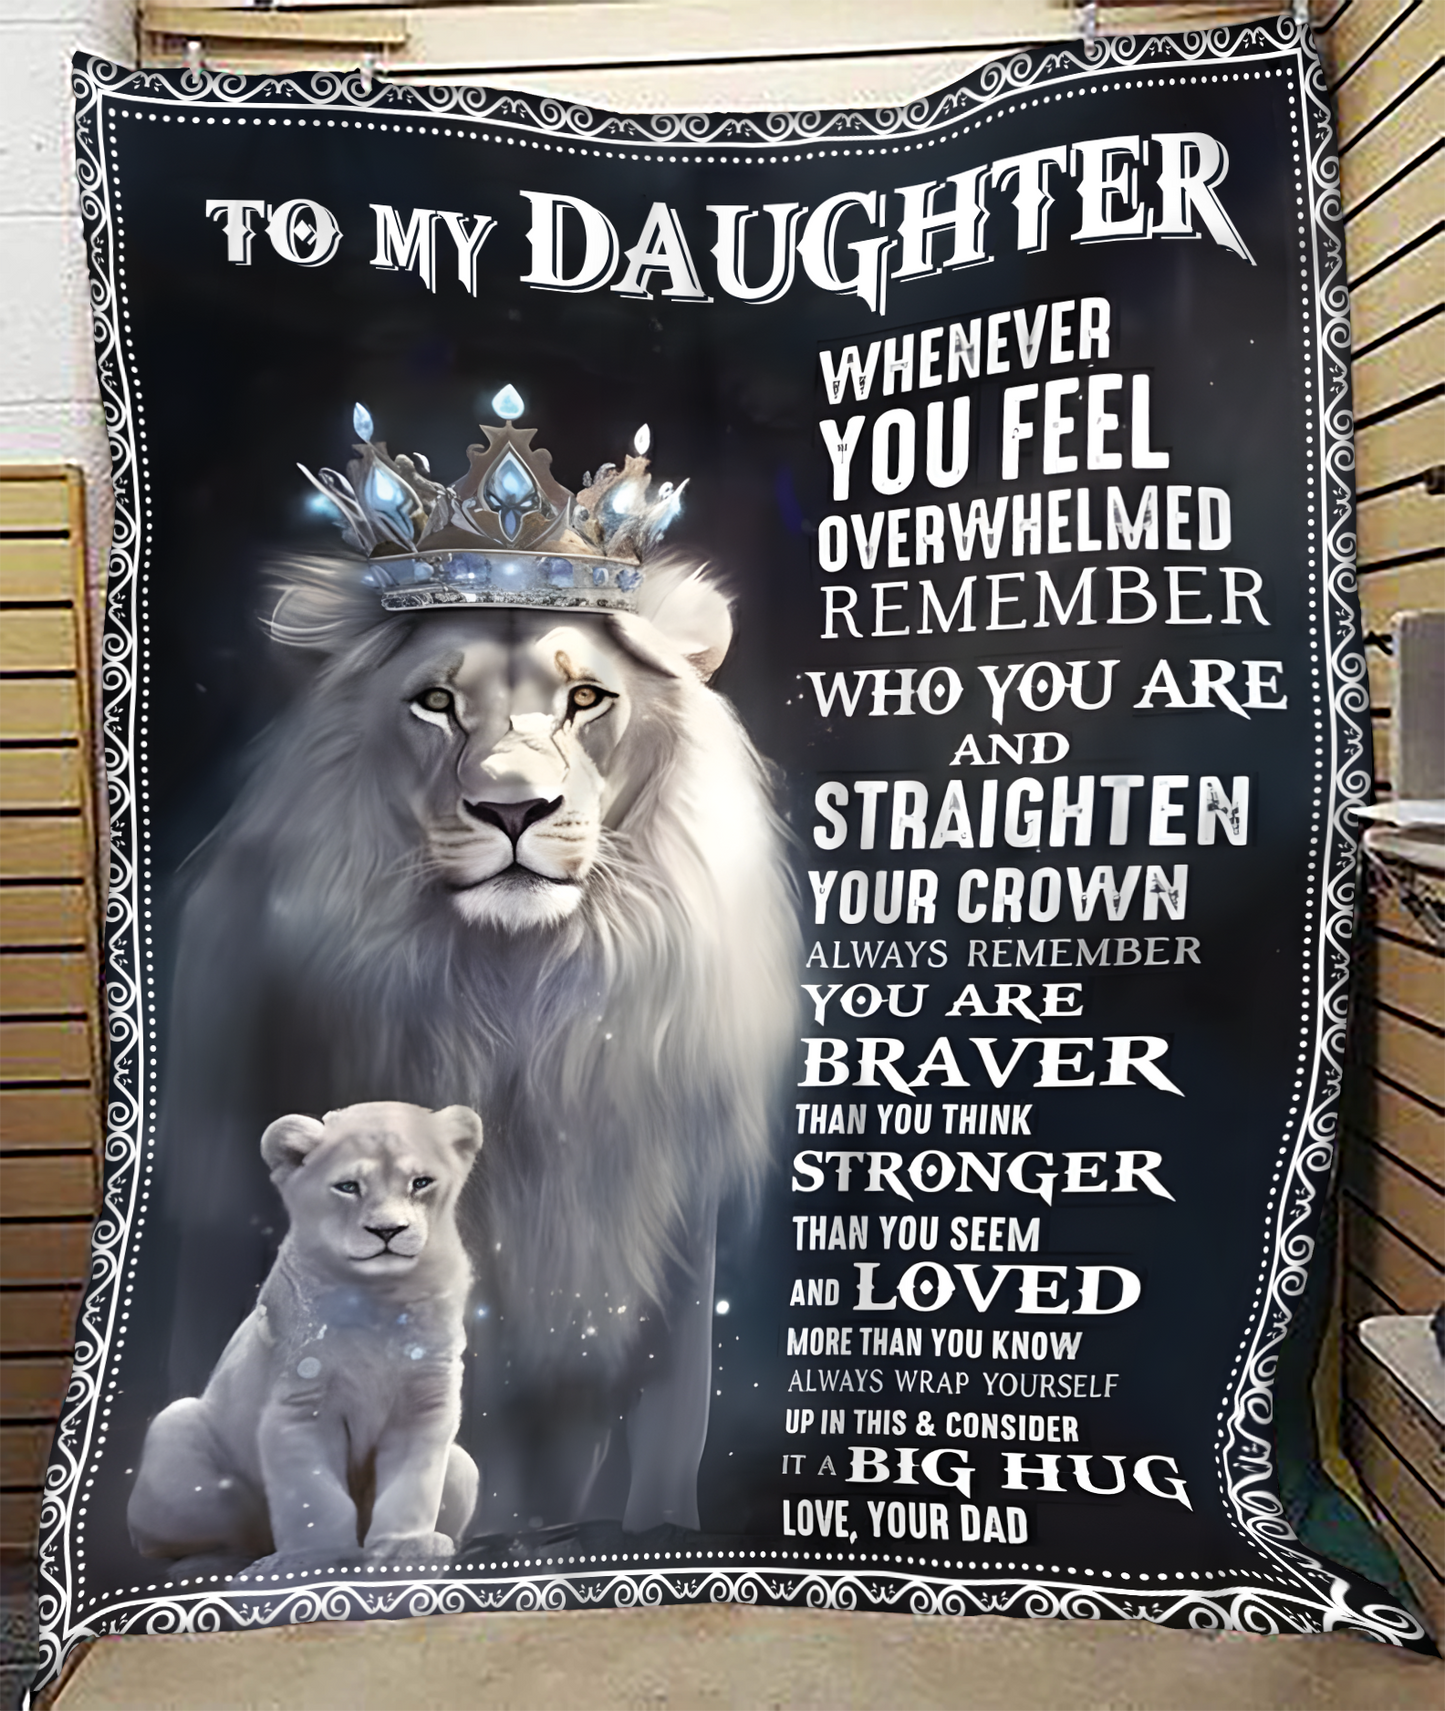 TO MY DAUGHTER
WHENEVER
YOU FEEL
OVERWHELMED
REMEMBER
WHO YOU ARE
AND
STRAIGHTEN
YOUR CROWN
ALWAYS REMEMBER
YOU ARE
BRAVER
THAN YOU THINK
STRONGER
THAN YOU SEEM
AND LOVED
MORE THAN YOU KNOW
ALWAYS WRAP YOURSELF
UP IN THIS & CONSIDER
IT A BIG HUG
LOVE, YOUR DAD